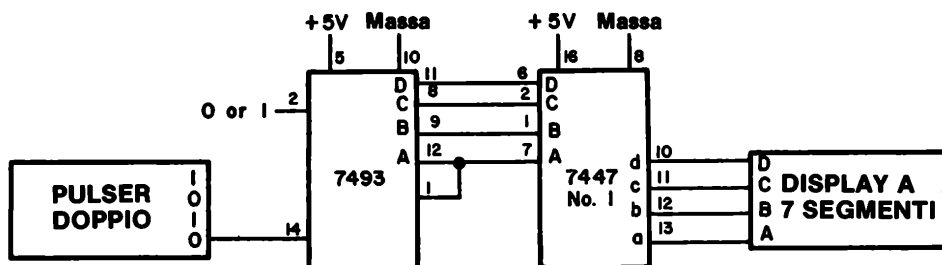 +5V Massa +5V Massa
5 10 16 8
D 11 6 D
C 8 2 C
0 or 1 2
B 9 1 B
A 12 7 A
d 10 D
7493 7447
1 No. 1
c 11 C
b 12 B
a 13 A
PULSER
DOPPIO
1
0
1
0
14
DISPLAY A
7 SEGMENTI